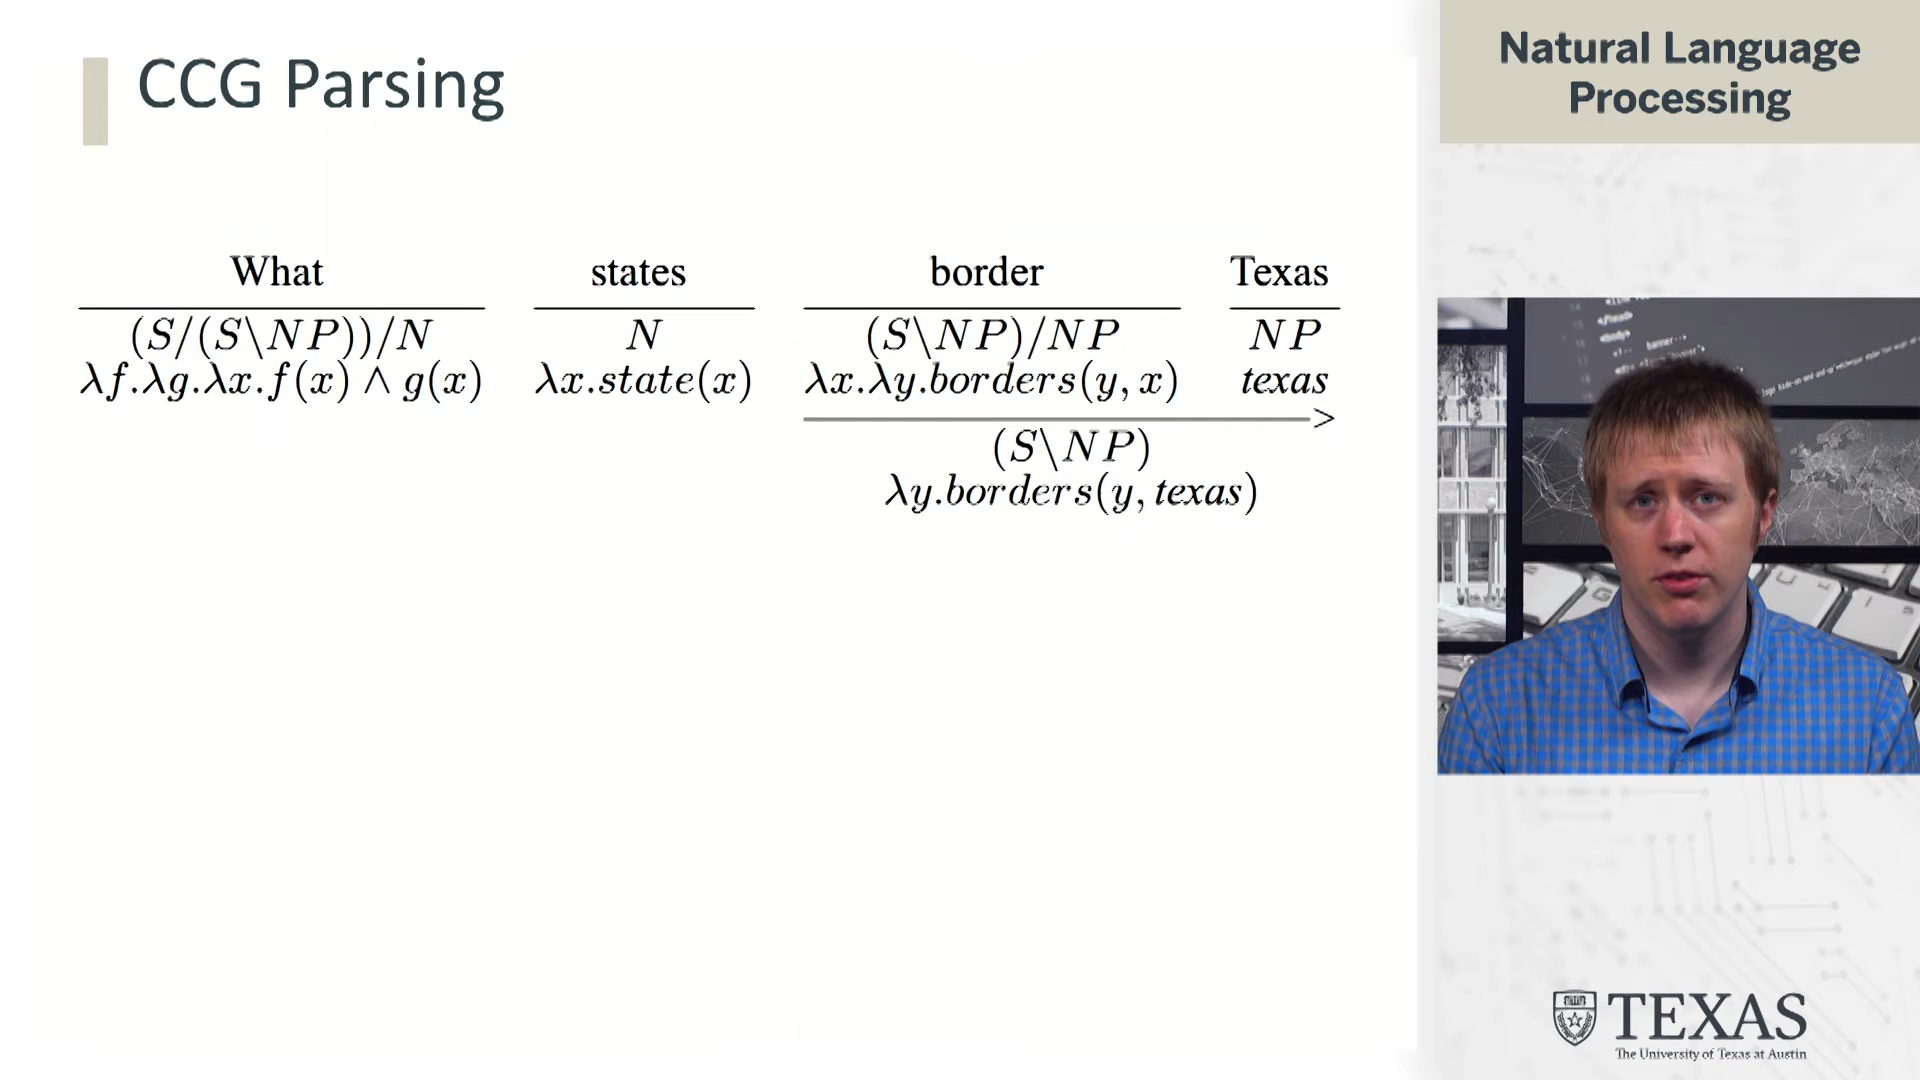 CCG Parsing
Natural Language
Processing
What states border Texas
(S/(S\NP))/N N (S\NP)/NP NP
λf.λg.λx.f(x) ∧ g(x) λx.state(x) λx.λy.borders(y, x) texas
>
(S\NP)
λy.borders(y, texas)
TEXAS
The University of Texas at Austin